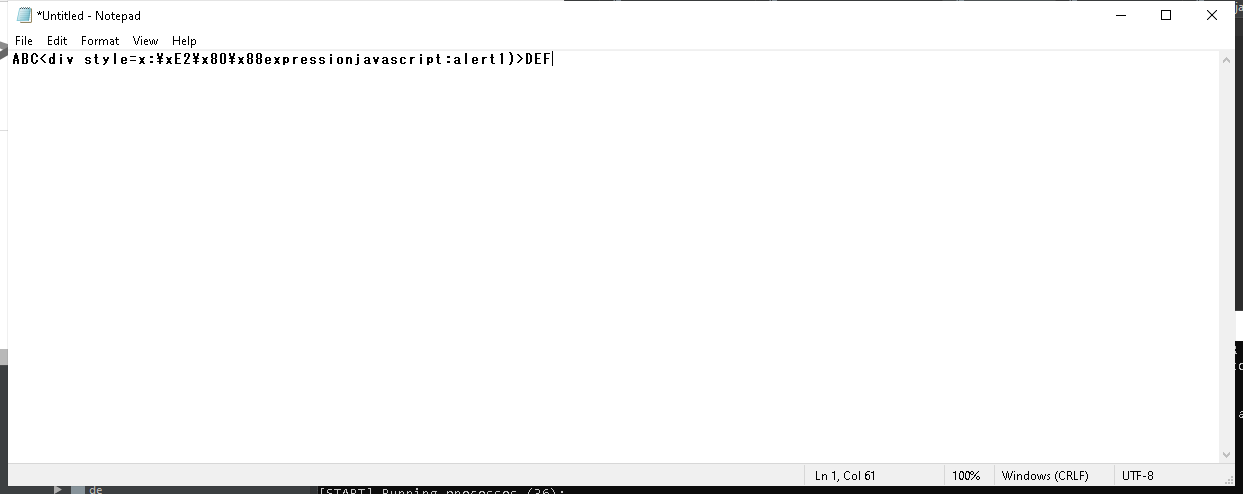 *Untitled - Notepad
File Edit Format View Help
ABC<div style=x:¥xE2¥x80¥x88expressionjavascript:alert1)>DEF
Ln 1, Col 61 100% Windows (CRLF) UTF-8
de
[START] Running processes (36):